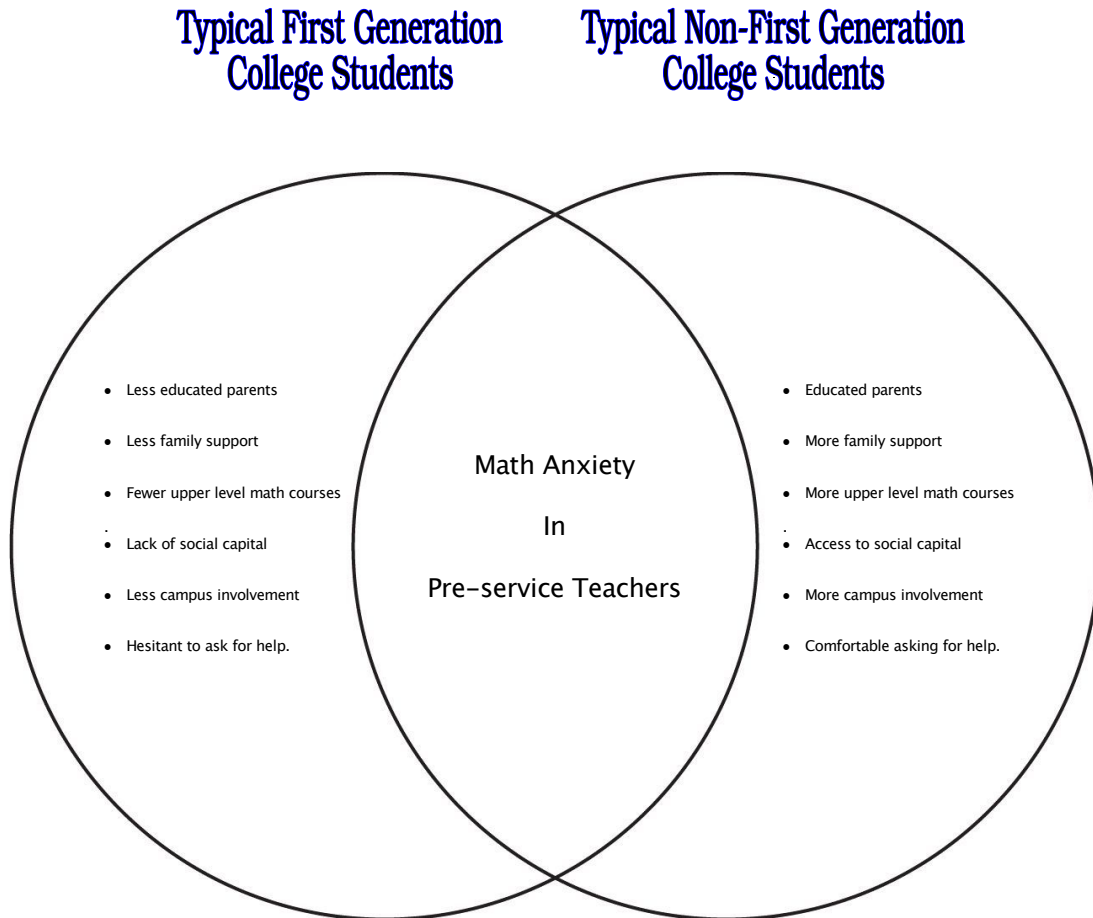 Typical First Generation
College Students
Typical Non-First Generation
College Students
• Less educated parents
• Less family support
• Fewer upper level math courses
.
• Lack of social capital
• Less campus involvement
• Hesitant to ask for help.
Math Anxiety
In
Pre-service Teachers
• Educated parents
• More family support
• More upper level math courses
.
• Access to social capital
• More campus involvement
• Comfortable asking for help.